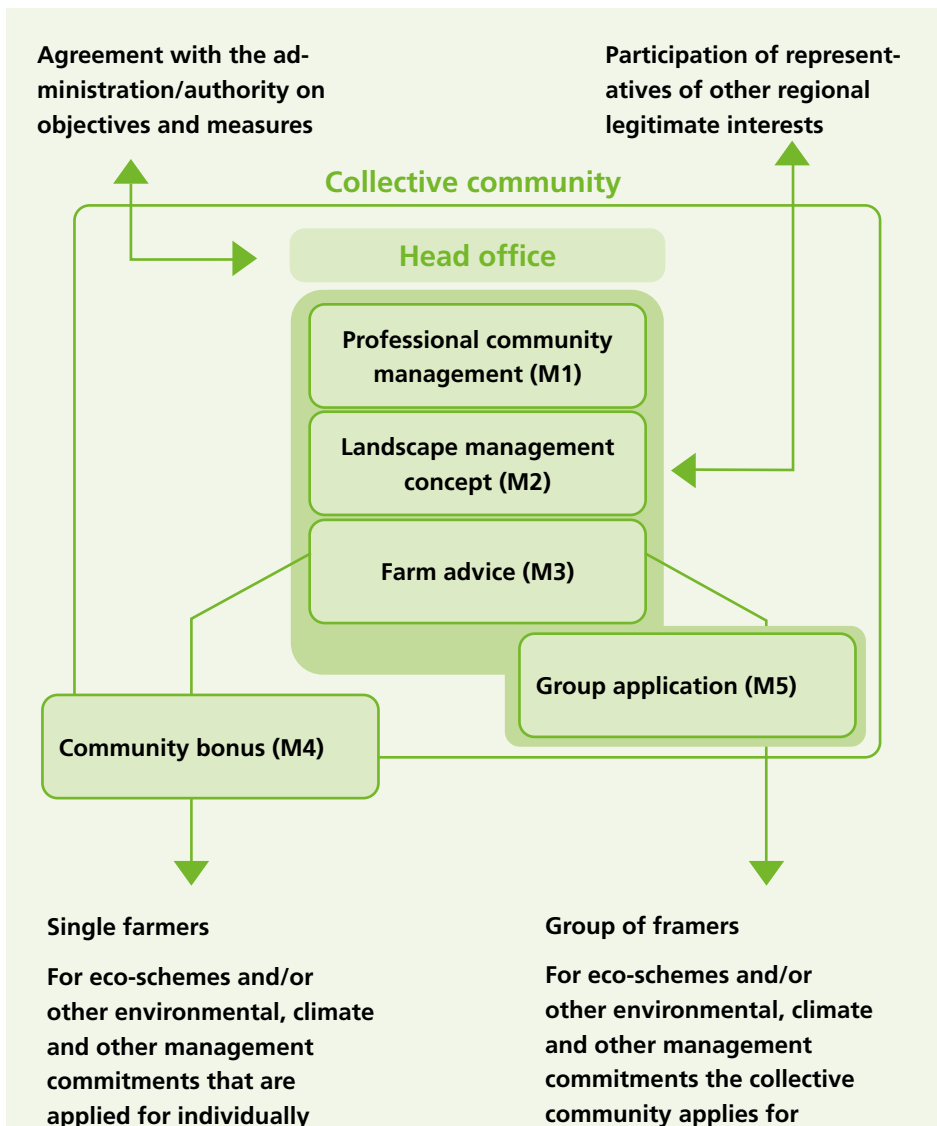 Agreement with the ad-
ministration/authority on
objectives and measures
Participation of represent-
atives of other regional
legitimate interests
Collective community
Head office
Professional community
management (M1)
Landscape management
concept (M2)
Farm advice (M3)
Group application (M5)
Community bonus (M4)
Single farmers
For eco-schemes and/or
other environmental, climate
and other management
commitments that are
applied for individually
Group of framers
For eco-schemes and/or
other environmental, climate
and other management
commitments the collective
community applies for